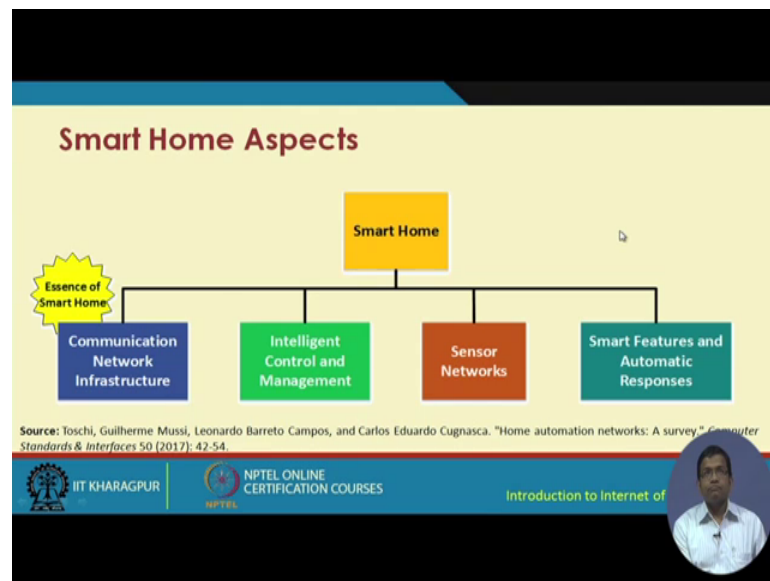 Smart Home Aspects
Smart Home
Essence of
Smart Home
Communication
Network
Infrastructure
Intelligent
Control and
Management
Sensor
Networks
Smart Features and
Automatic
Responses
Source: Toschi, Guilherme Mussi, Leonardo Barreto Campos, and Carlos Eduardo Cugnasca. "Home automation networks: A survey." Computer
Standards & Interfaces 50 (2017): 42-54.
IIT KHARAGPUR
NPTEL ONLINE
CERTIFICATION COURSES
NPTEL
Introduction to Internet of